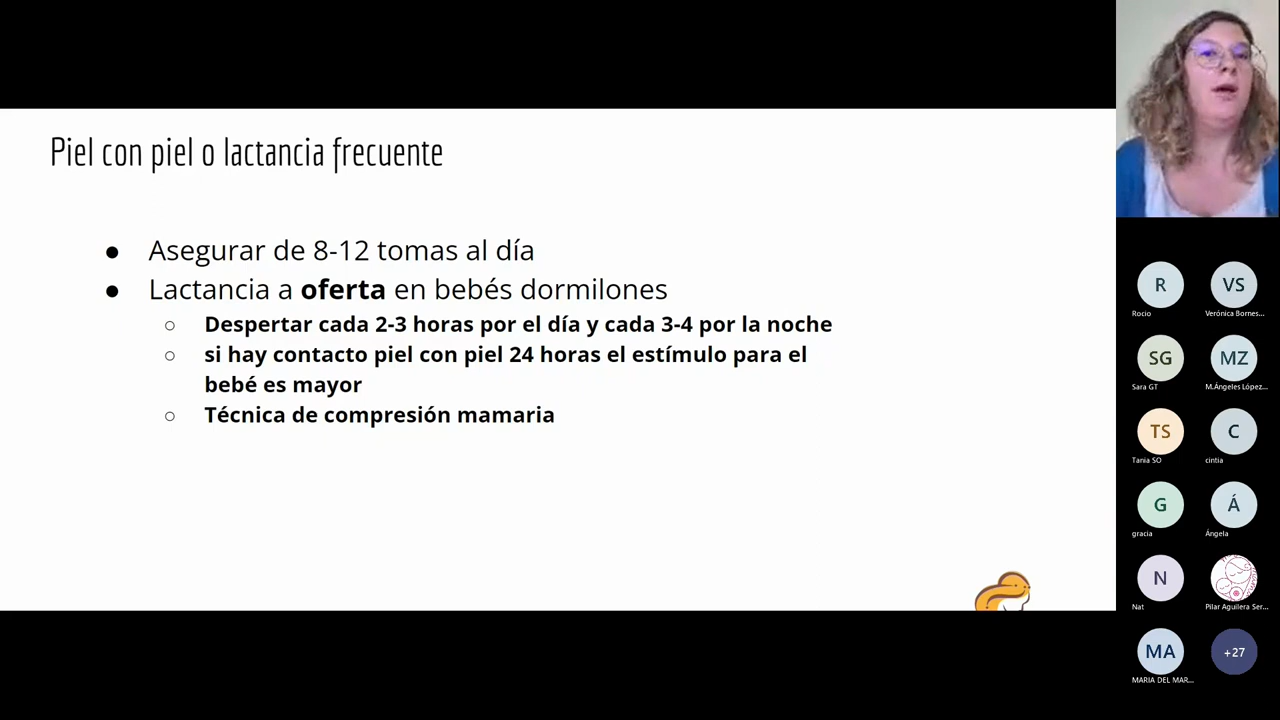 Piel con piel o lactancia frecuente
● Asegurar de 8-12 tomas al día
● Lactancia a oferta en bebés dormilones
○ Despertar cada 2-3 horas por el día y cada 3-4 por la noche
○ si hay contacto piel con piel 24 horas el estímulo para el
bebé es mayor
○ Técnica de compresión mamaria
R
Rocio
VS
Verónica Bornes...
SG
Sara GT
MZ
M.Ángeles López...
TS
Tania SO
C
cintia
G
gracia
Á
Ángela
N
Nat
Pilar Aguilera Ser...
MA
MARIA DEL MAR...
+27